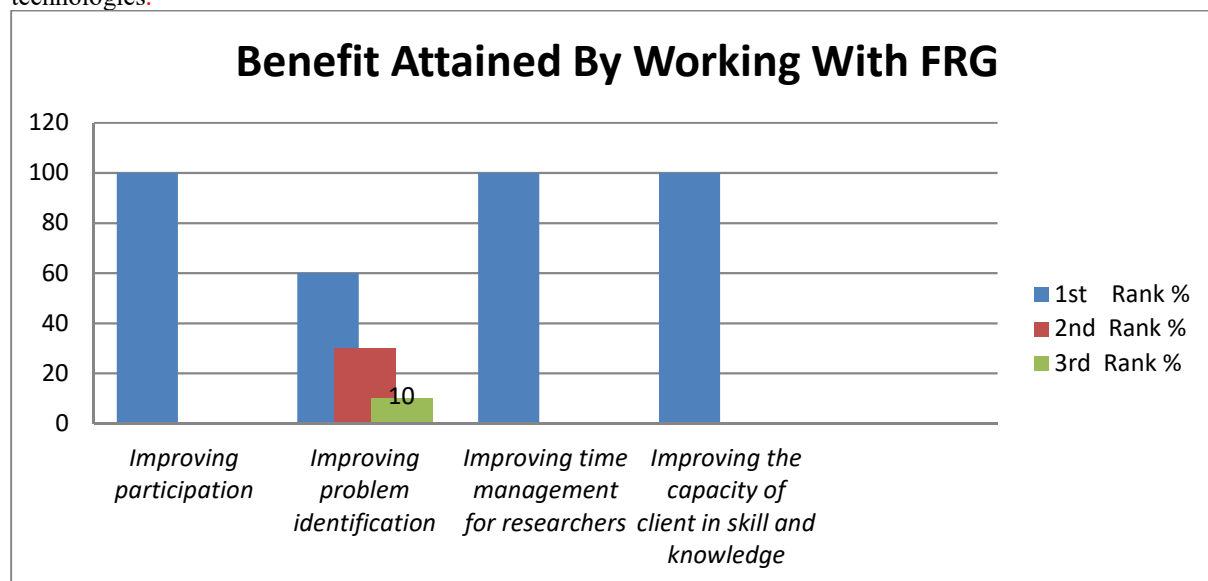 technologies.
Benefit Attained By Working With FRG
120
100
80
60
40
20
0
10
1st Rank %
2nd Rank %
3rd Rank %
Improving participation
Improving problem identification
Improving time management for researchers
Improving the capacity of client in skill and knowledge